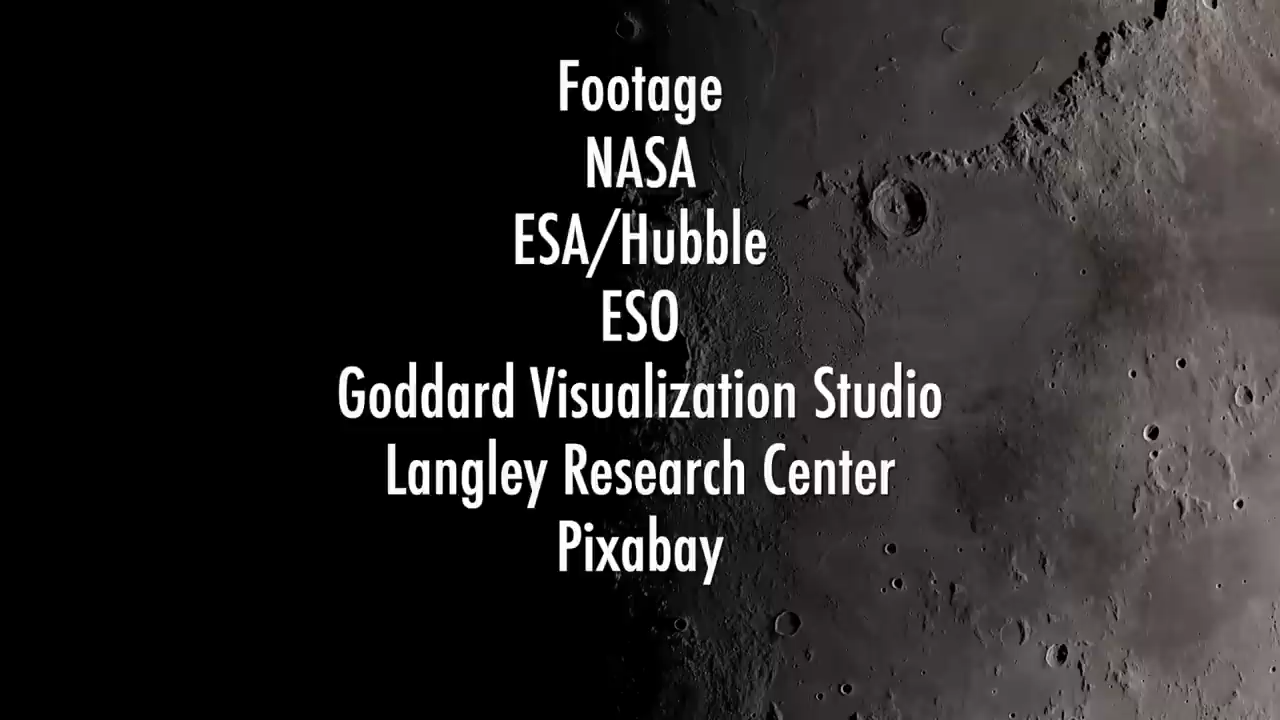 Footage
NASA
ESA/Hubble
ESO
Goddard Visualization Studio
Langley Research Center
Pixabay